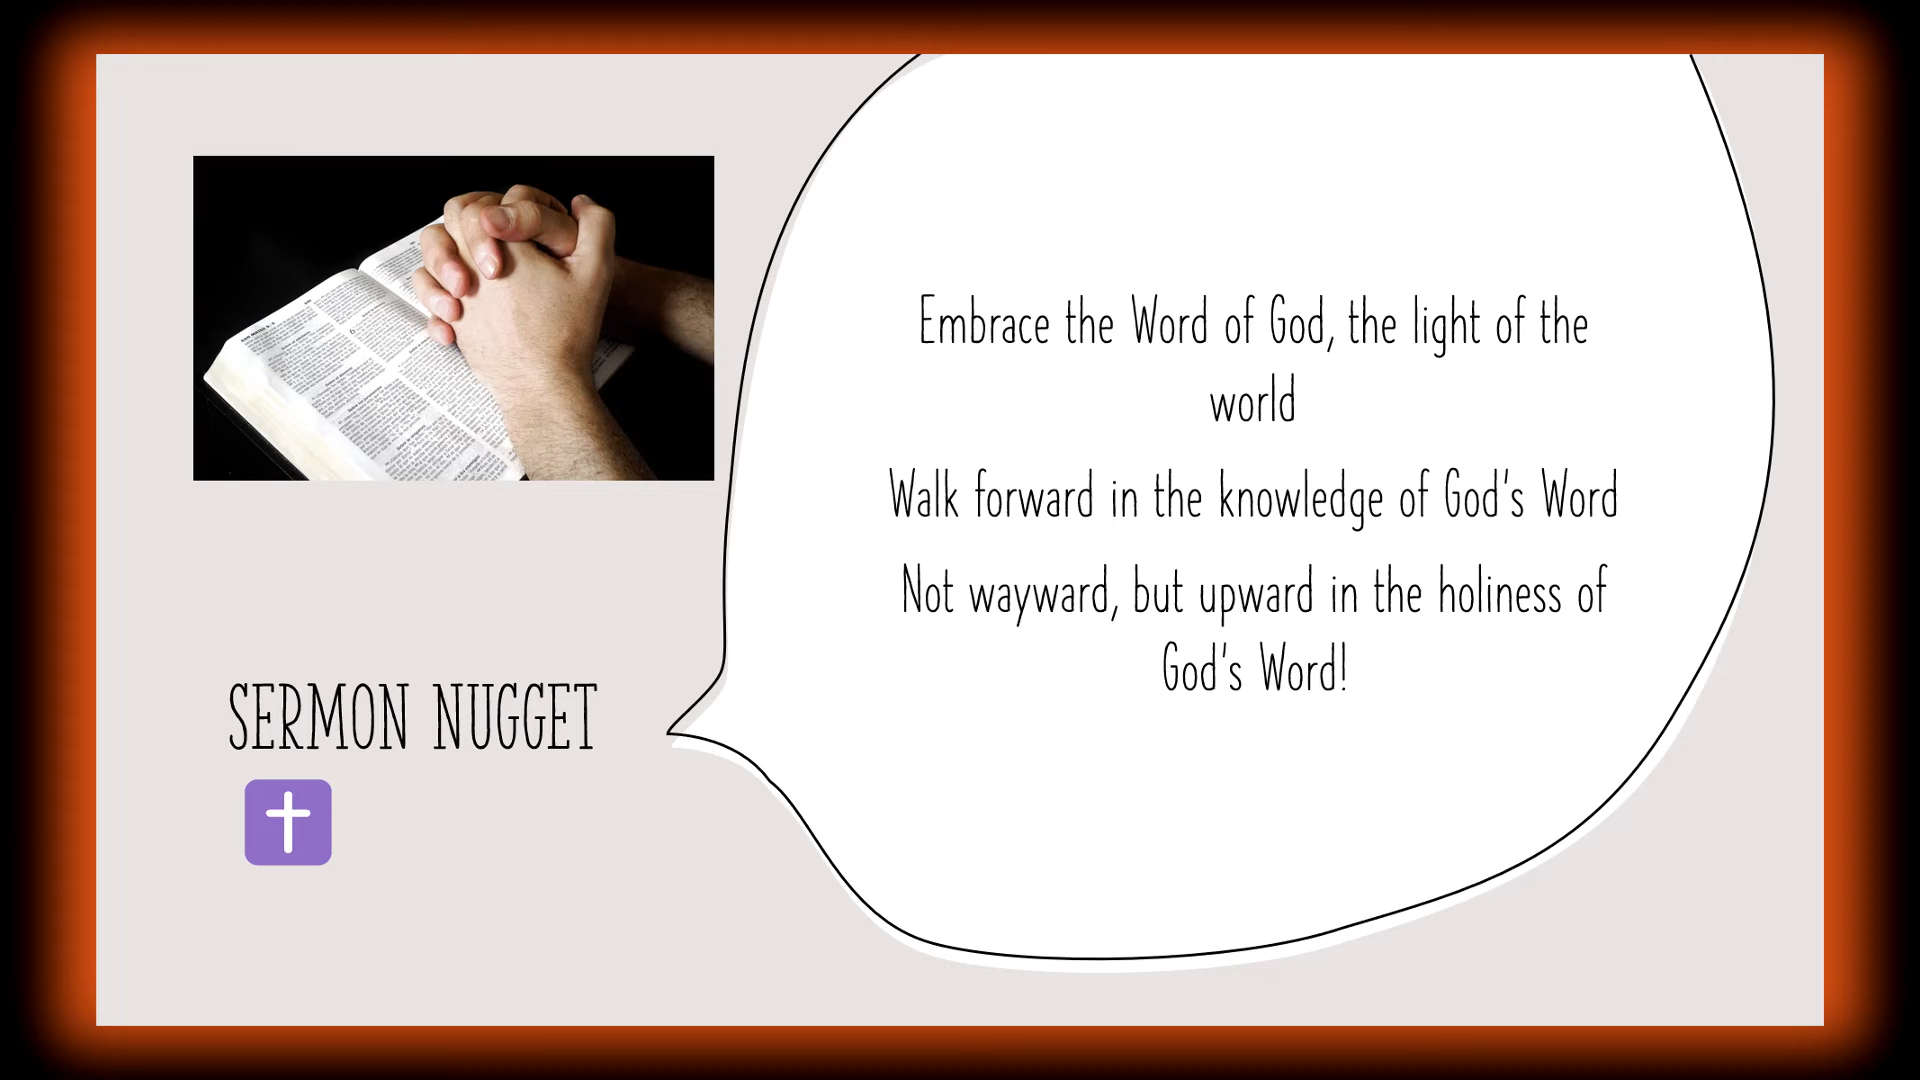 Embrace the Word of God, the light of the
world
Walk forward in the knowledge of God's Word
Not wayward, but upward in the holiness of
God's Word!
SERMON NUGGET